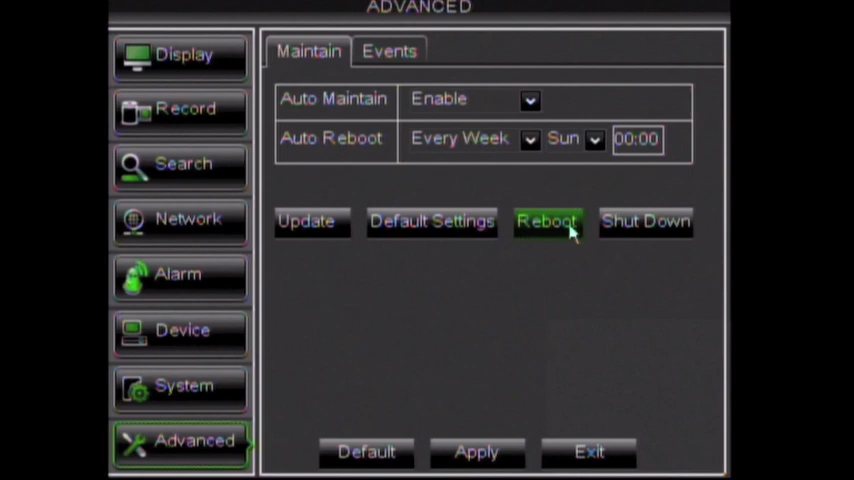 ADVANCED
Display
Record
Search
Network
Alarm
Device
System
Advanced
Maintain Events
Auto Maintain Enable
Auto Reboot Every Week Sun 00:00
Update Default Settings Reboot Shut Down
Default Apply Exit